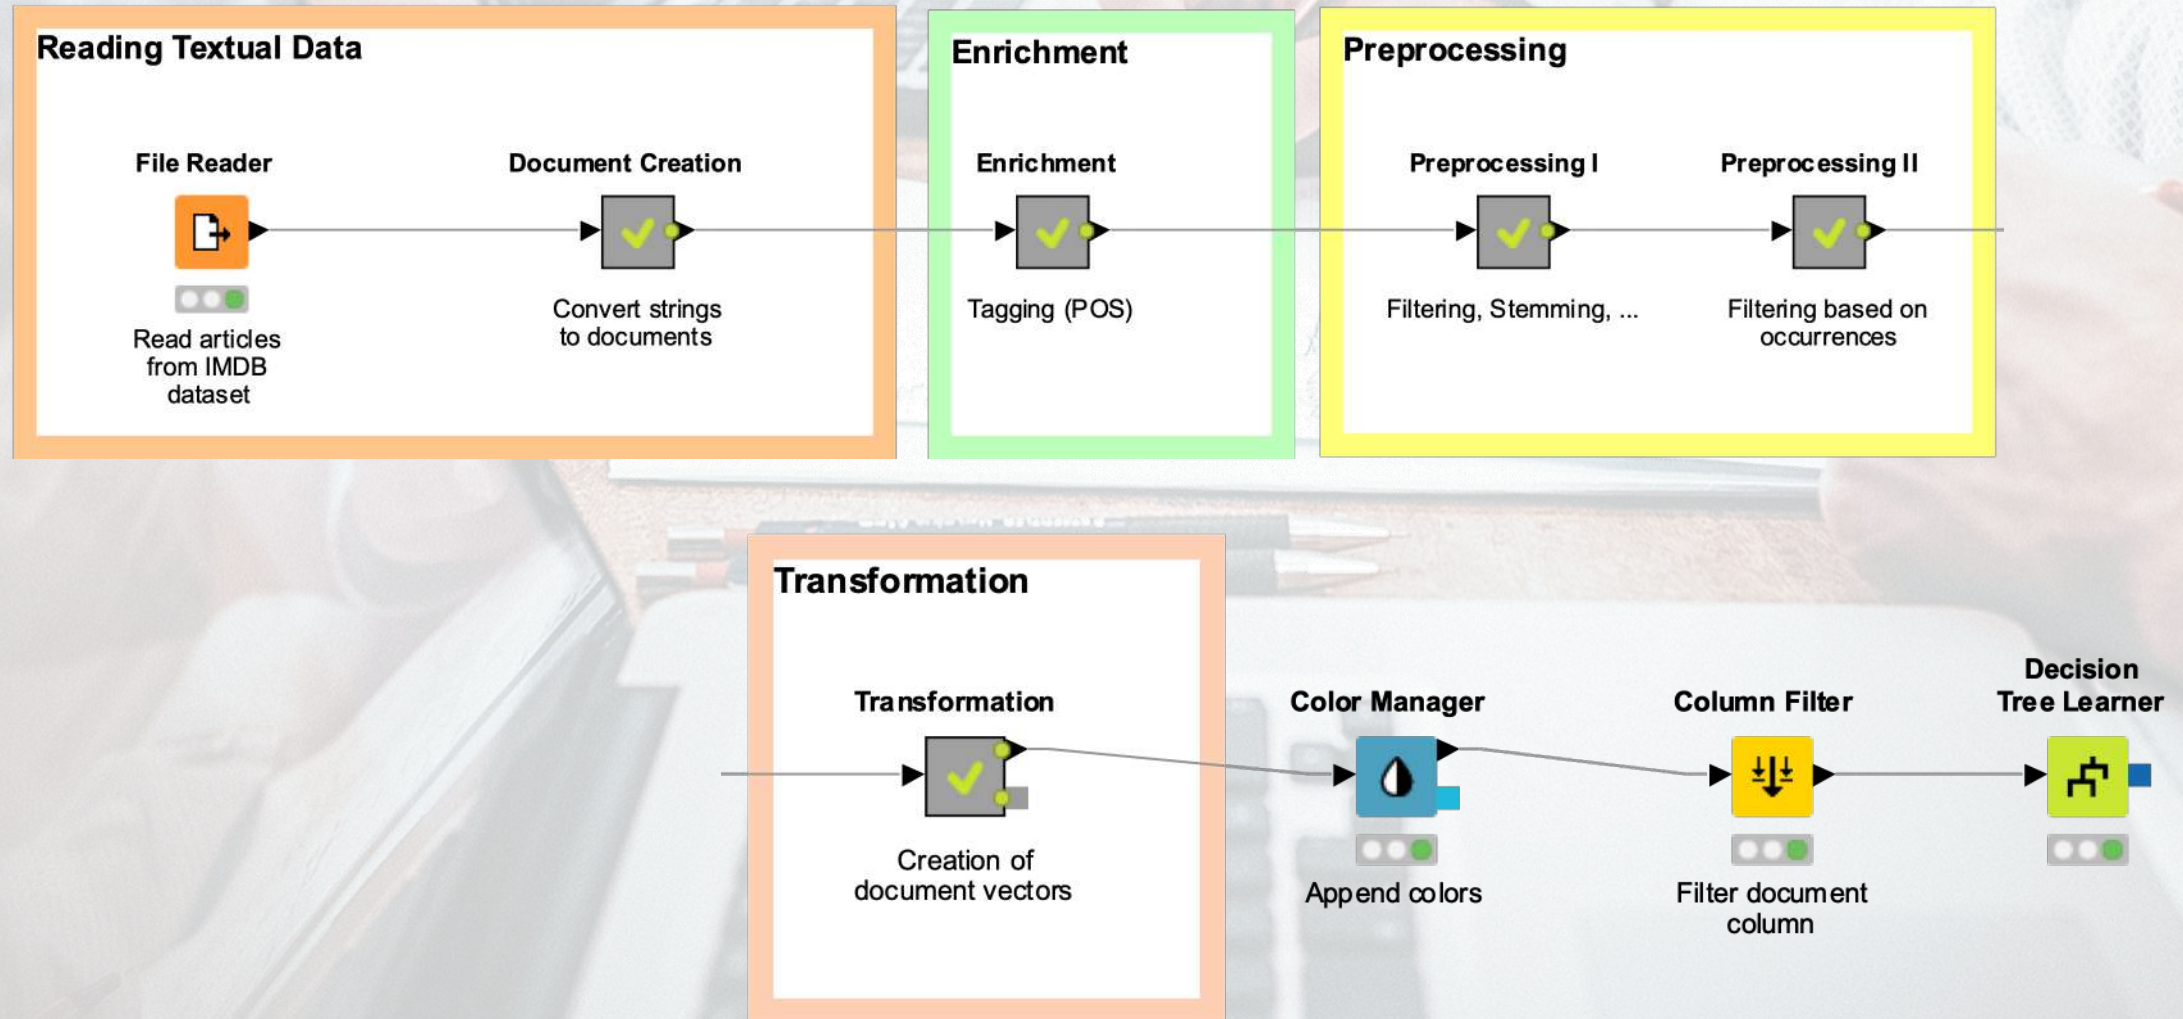 Reading Textual Data
File Reader
Read articles
from IMDB
dataset
Document Creation
Convert strings
to documents
Enrichment
Enrichment
Tagging (POS)
Preprocessing
Preprocessing I
Filtering, Stemming, ...
Preprocessing II
Filtering based on
occurrences
Transformation
Transformation
Creation of
document vectors
Color Manager
Append colors
Column Filter
Filter document
column
Decision
Tree Learner